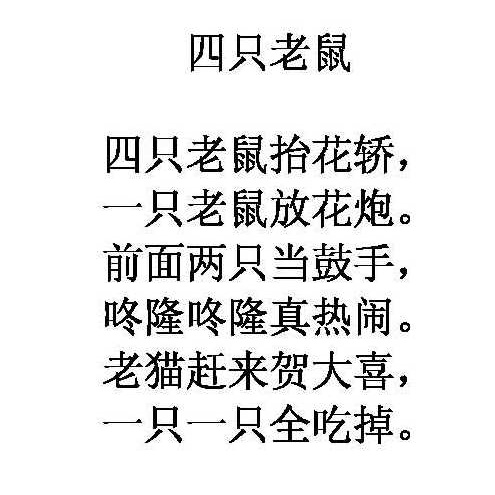 四只老鼠
四只老鼠抬花轿，
一只老鼠放花炮。
前面两只当鼓手，
咚隆咚隆真热闹。
老猫赶来贺大喜，
一只一只全吃掉。